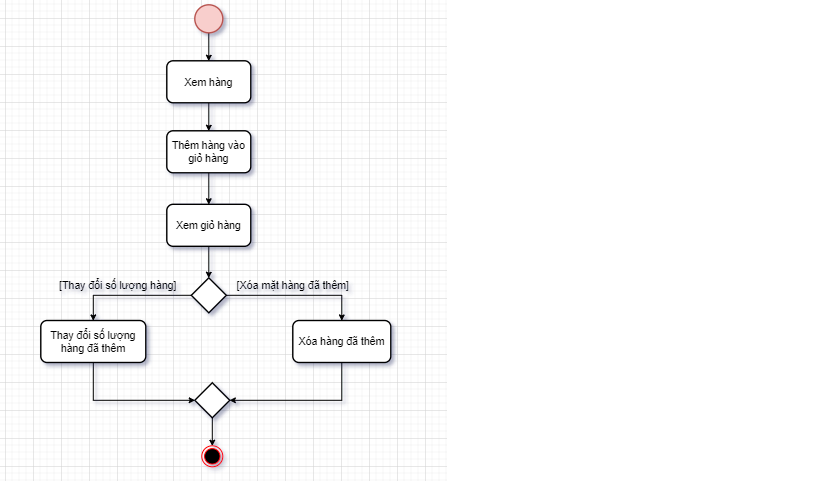 Xem hàng
Thêm hàng vào
giỏ hàng
Xem giỏ hàng
[Thay đổi số lượng hàng]
[Xóa mặt hàng đã thêm]
Thay đổi số lượng
hàng đã thêm
Xóa hàng đã thêm